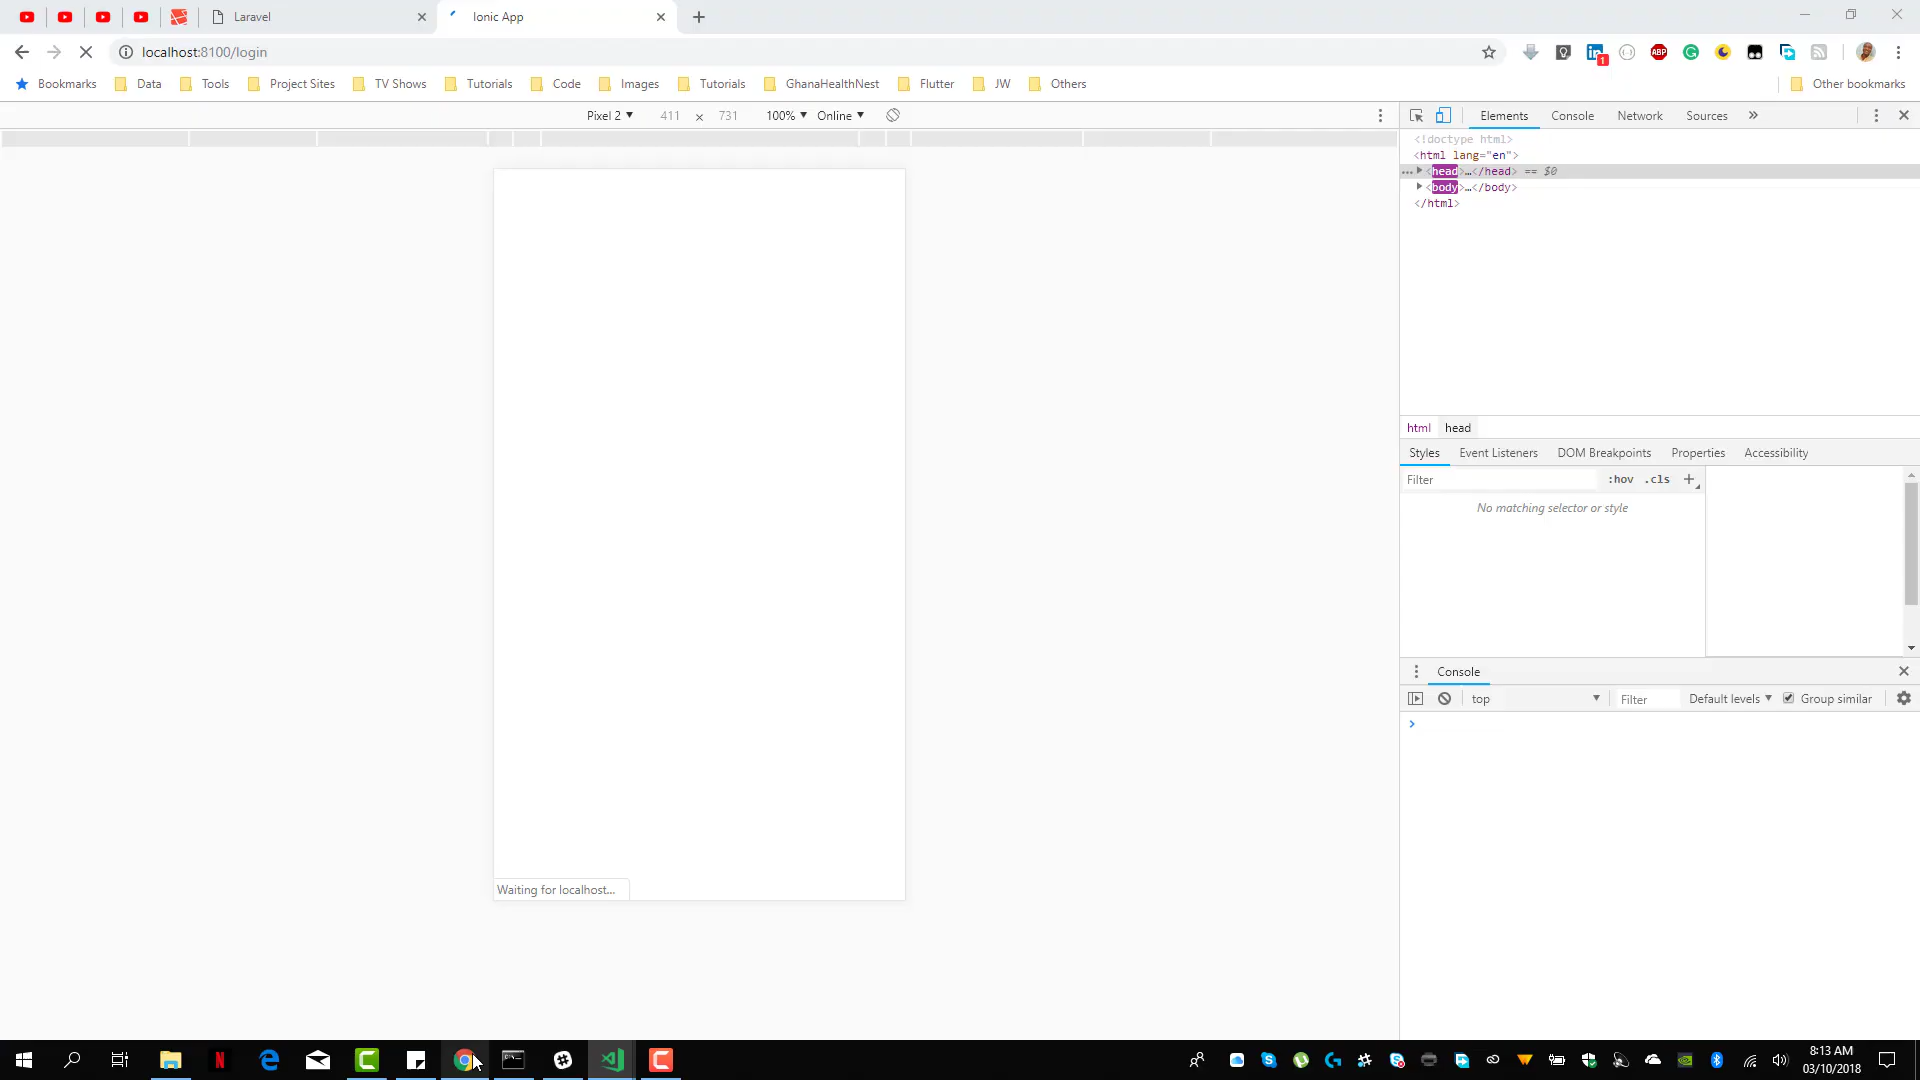 Laravel
Ionic App
localhost:8100/login
1
ABP
Bookmarks
Data
Tools
Project Sites
TV Shows
Tutorials
Code
Images
Tutorials
GhanaHealthNest
Flutter
JW
Others
Other bookmarks
Pixel 2
411 x 731
100%
Online
Elements
Console
Network
Sources
»
<!doctype html>
<html lang="en">
<head>…</head> == $0
<body>…</body>
</html>
html head
Styles
Event Listeners
DOM Breakpoints
Properties
Accessibility
Filter
:hov .cls +
No matching selector or style
Console
top
Filter
Default levels
Group similar
Waiting for localhost...
8:13 AM
03/10/2018